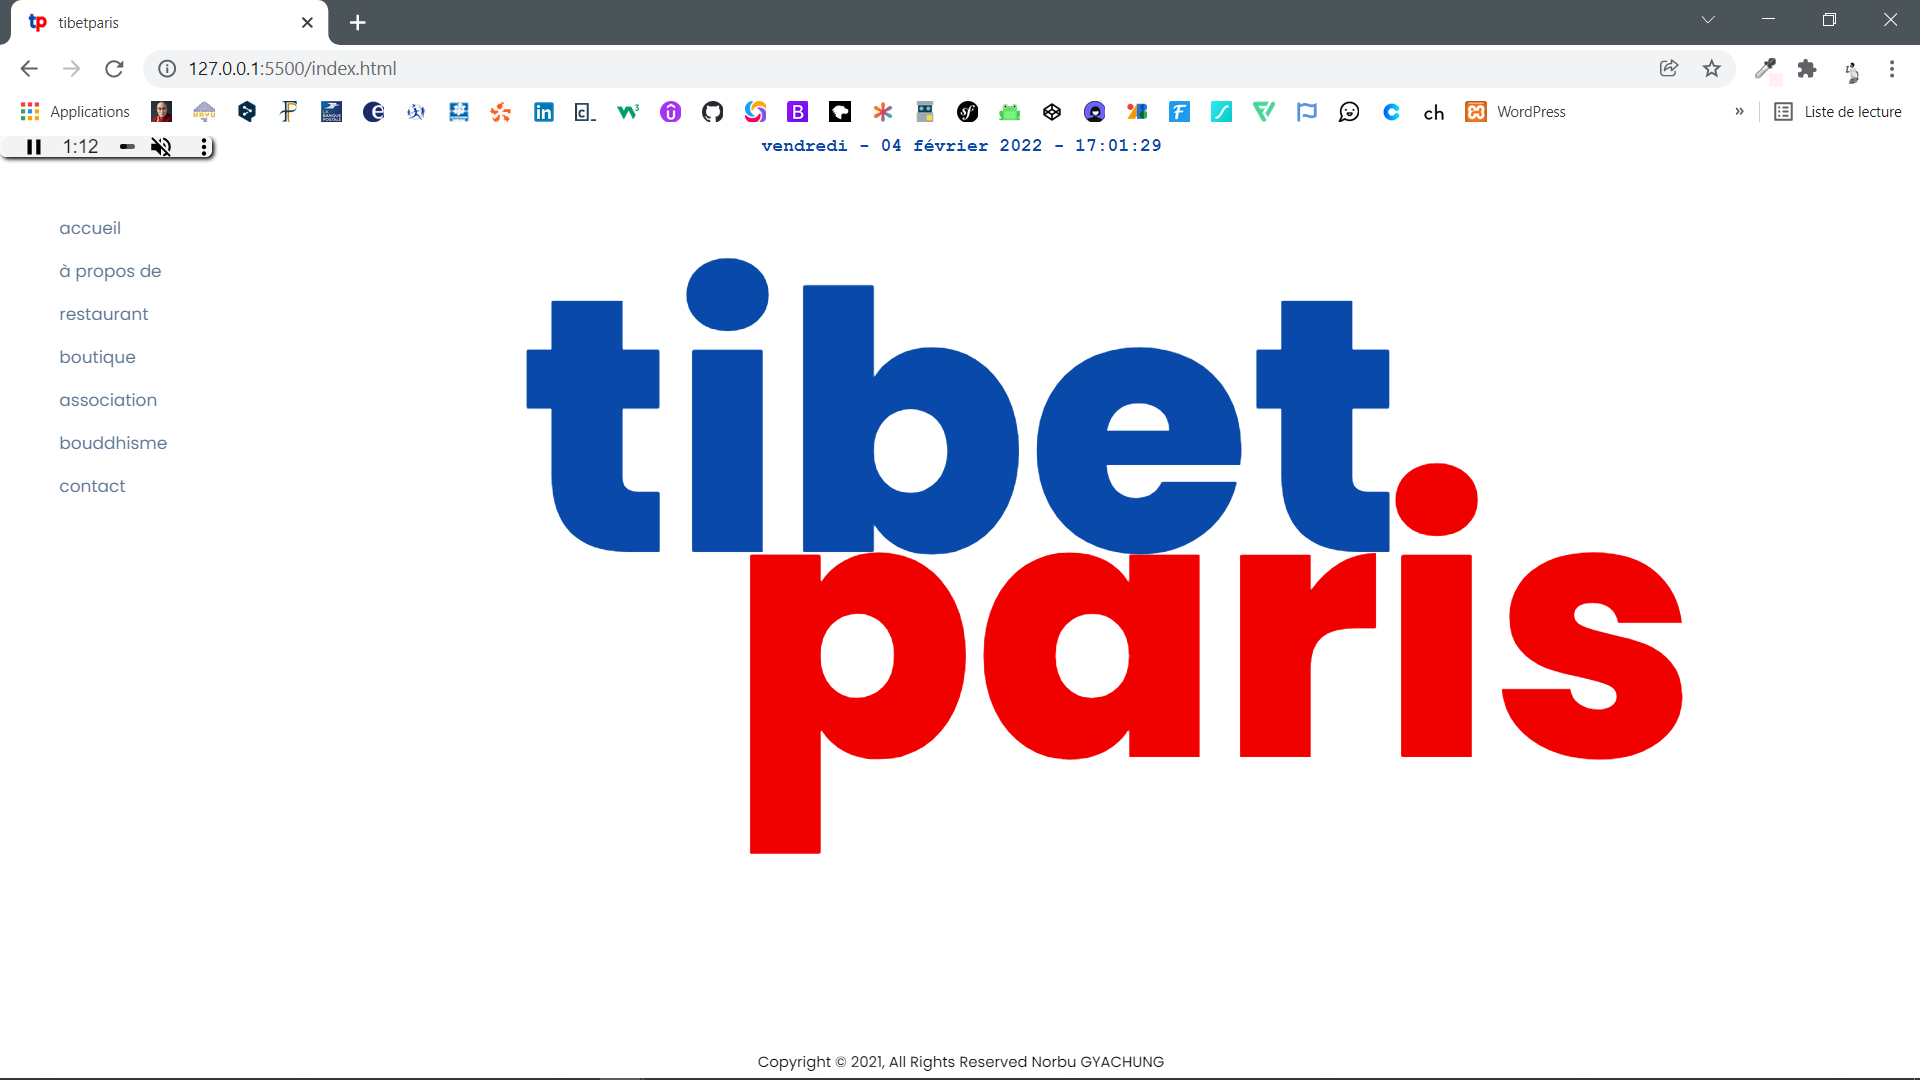 tp tibetparis
127.0.0.1:5500/index.html
Applications ch WordPress » Liste de lecture
1:12
vendredi - 04 février 2022 - 17:01:29
accueil
à propos de
restaurant
boutique
association
bouddhisme
contact
tibet
paris
Copyright © 2021, All Rights Reserved Norbu GYACHUNG